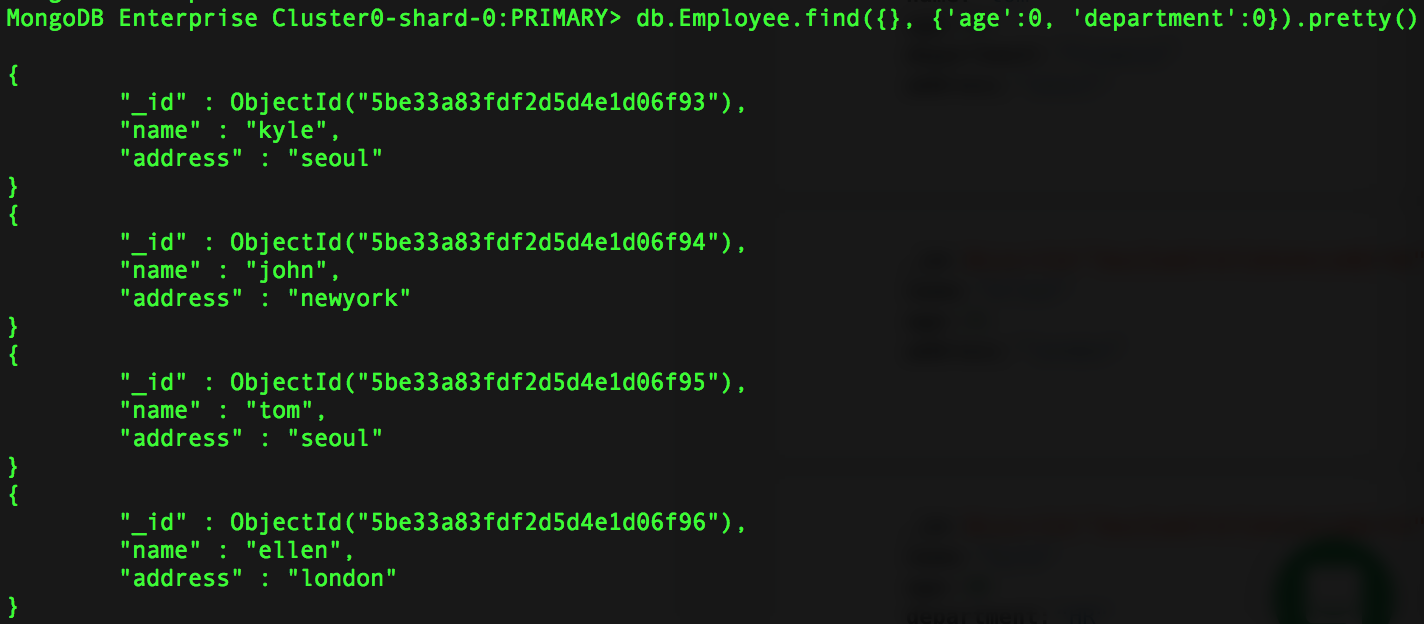 MongoDB Enterprise Cluster0-shard-0:PRIMARY> db.Employee.find({}, {'age':0, 'department':0}).pretty()
{
"_id" : ObjectId("5be33a83fdf2d5d4e1d06f93"),
"name" : "kyle",
"address" : "seoul"
}
{
"_id" : ObjectId("5be33a83fdf2d5d4e1d06f94"),
"name" : "john",
"address" : "newyork"
}
{
"_id" : ObjectId("5be33a83fdf2d5d4e1d06f95"),
"name" : "tom",
"address" : "seoul"
}
{
"_id" : ObjectId("5be33a83fdf2d5d4e1d06f96"),
"name" : "ellen",
"address" : "london"
}